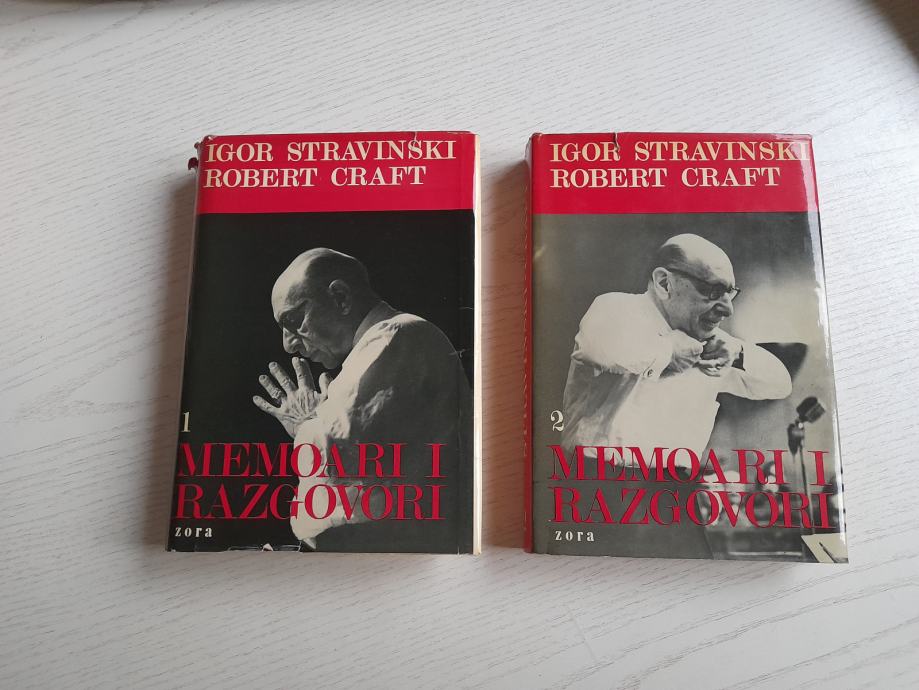 IGOR STRAVINSKI
ROBERT CRAFT
1
MEMOARI I
RAZGOVORI
zora
IGOR STRAVINSKI
ROBERT CRAFT
2
MEMOARI I
RAZGOVORI
zora